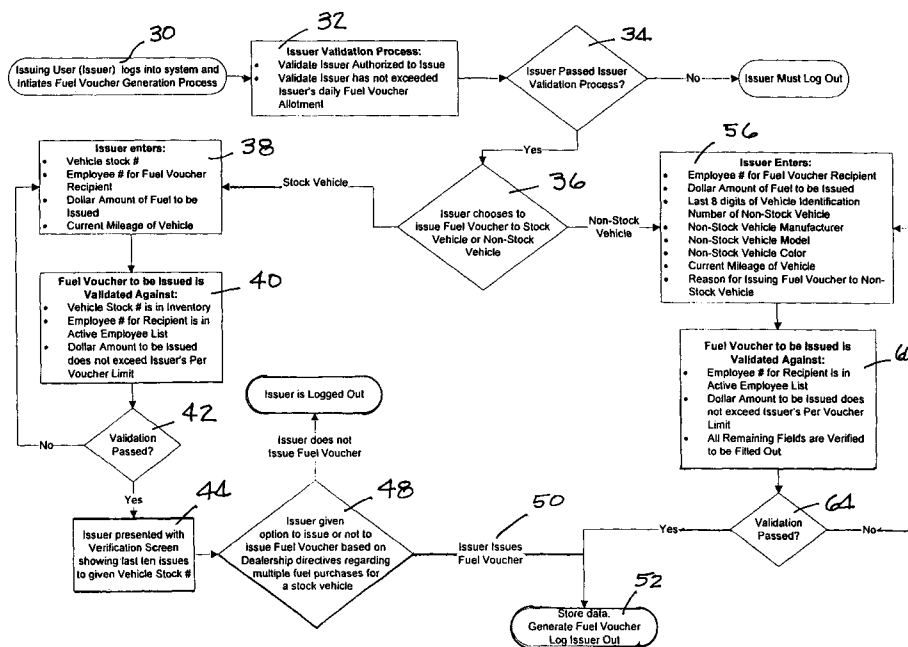 30
Issuing User (Issuer) logs into system and
Intiates Fuel Voucher Generation Process
32
Issuer Validation Process:
• Validate Issuer Authorized to Issue
• Validate Issuer has not exceeded
Issuer's daily Fuel Voucher
Allotment
34
Issuer Passed Issuer
Validation Process?
No
Issuer Must Log Out
Yes
36
Issuer chooses to
issue Fuel Voucher to Stock
Vehicle or Non-Stock
Vehicle
Stock Vehicle
Non-Stock
Vehicle
38
Issuer enters:
• Vehicle stock #
• Employee # for Fuel Voucher
Recipient
• Dollar Amount of Fuel to be
Issued
• Current Mileage of Vehicle
56
Issuer Enters:
• Employee # for Fuel Voucher Recipient
• Dollar Amount of Fuel to be Issued
• Last 8 digits of Vehicle Identification
Number of Non-Stock Vehicle
• Non-Stock Vehicle Manufacturer
• Non-Stock Vehicle Model
• Non-Stock Vehicle Color
• Current Mileage of Vehicle
• Reason for Issuing Fuel Voucher to Non-
Stock Vehicle
40
Fuel Voucher to be Issued is
Validated Against:
• Vehicle Stock # is in Inventory
• Employee # for Recipient is in
Active Employee List
• Dollar Amount to be Issued
does not exceed Issuer's Per
Voucher Limit
42
Validation
Passed?
No
Yes
44
Issuer presented with
Verification Screen
showing last ten issues
to given Vehicle Stock #
Issuer is Logged Out
Issuer does not
Issue Fuel Voucher
48
Issuer given
option to issue or not to
issue Fuel Voucher based on
Dealership directives regarding
multiple fuel purchases for
a stock vehicle
50
Issuer Issues
Fuel Voucher
6
Fuel Voucher to be Issued is
Validated Against:
• Employee # for Recipient is in
Active Employee List
• Dollar Amount to be Issued does
not exceed Issuer's Per Voucher
Limit
• All Remaining Fields are Verified
to be Filled Out
64
Validation
Passed?
Yes
No
52
Store data.
Generate Fuel Voucher
Log Issuer Out